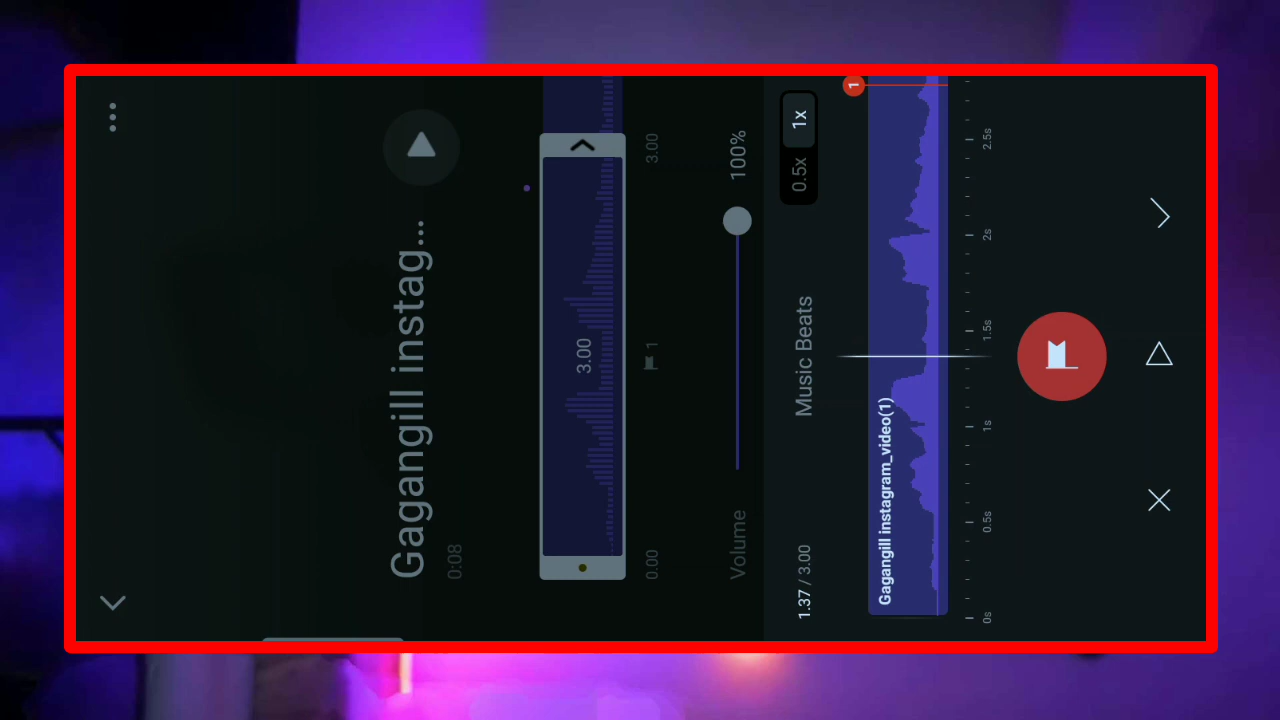 Gagangill instag...
0:08
3.00
0.00
1
3.00
Volume
100%
1.37 / 3.00
Music Beats
0.5x
1x
Gagangill instagram_video(1)
1
0s
0.5s
1s
1.5s
2s
2.5s